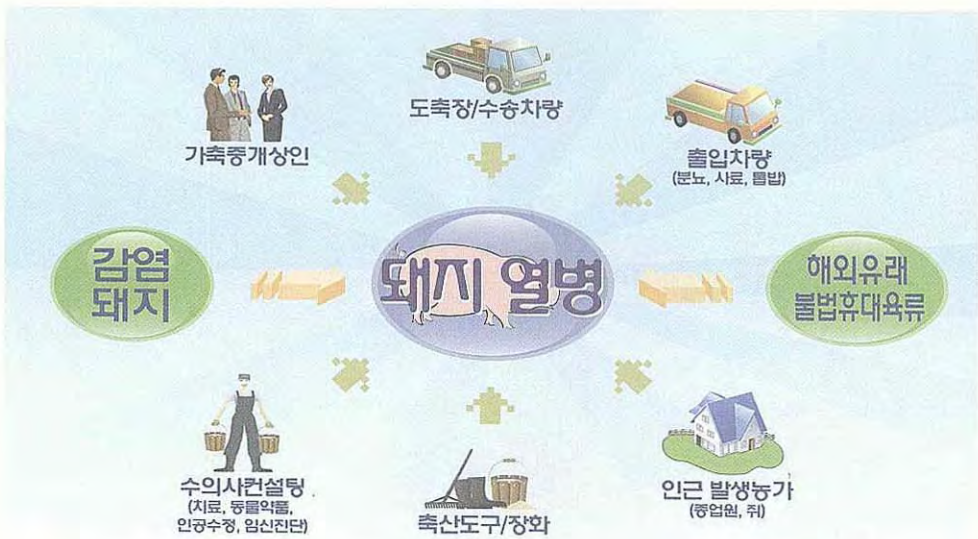 도축장/수송차량
가축중개상인
출입차량
(분뇨, 사료, 톱밥)
감염
돼지
돼지 열병
해외유래
불법휴대육류
수의사컨설팅
(치료, 동물약품,
인공수정, 임신진단)
축산도구/장화
인근 발생농가
(종업원, 쥐)